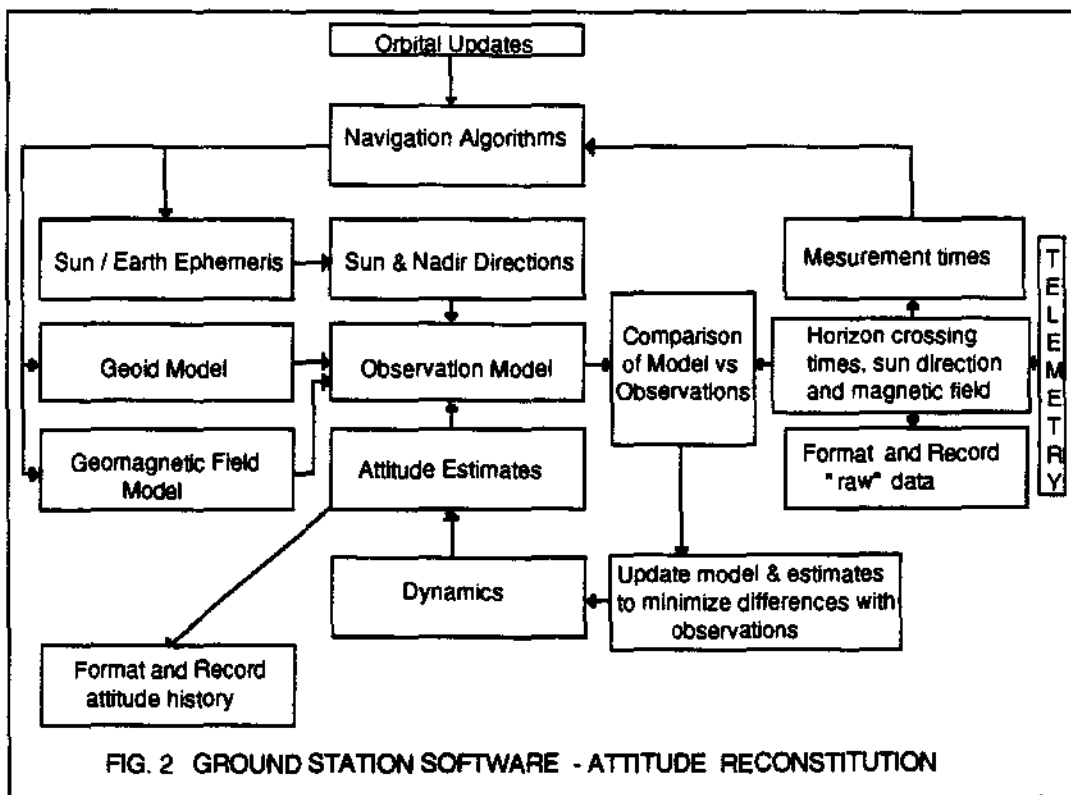 Orbital Updates
Navigation Algorithms
Sun / Earth Ephemeris
Sun & Nadir Directions
Mesurement times
Geoid Model
Observation Model
Comparison
of Model vs
Observations
Horizon crossing
times, sun direction
and magnetic field
TELEMETRY
Geomagnetic Field
Model
Attitude Estimates
Format and Record
"raw" data
Dynamics
Update model & estimates
to minimize differences with
observations
Format and Record
attitude history
FIG. 2 GROUND STATION SOFTWARE - ATTITUDE RECONSTITUTION